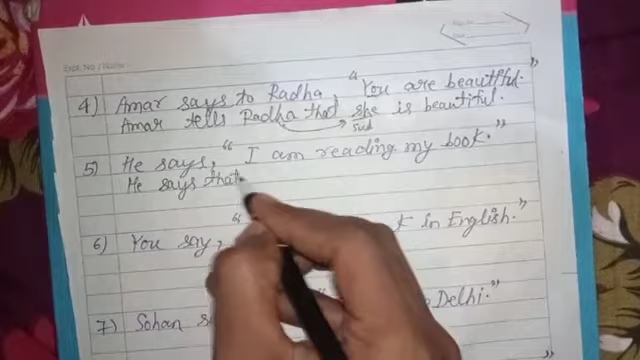 4) Amar says to Radha, "You are beautiful."
Amar tells Radha that she is beautiful.
sub
5) He says, "I am reading my book."
He says that
6) You say, " in English."
7) Sohan Delhi."